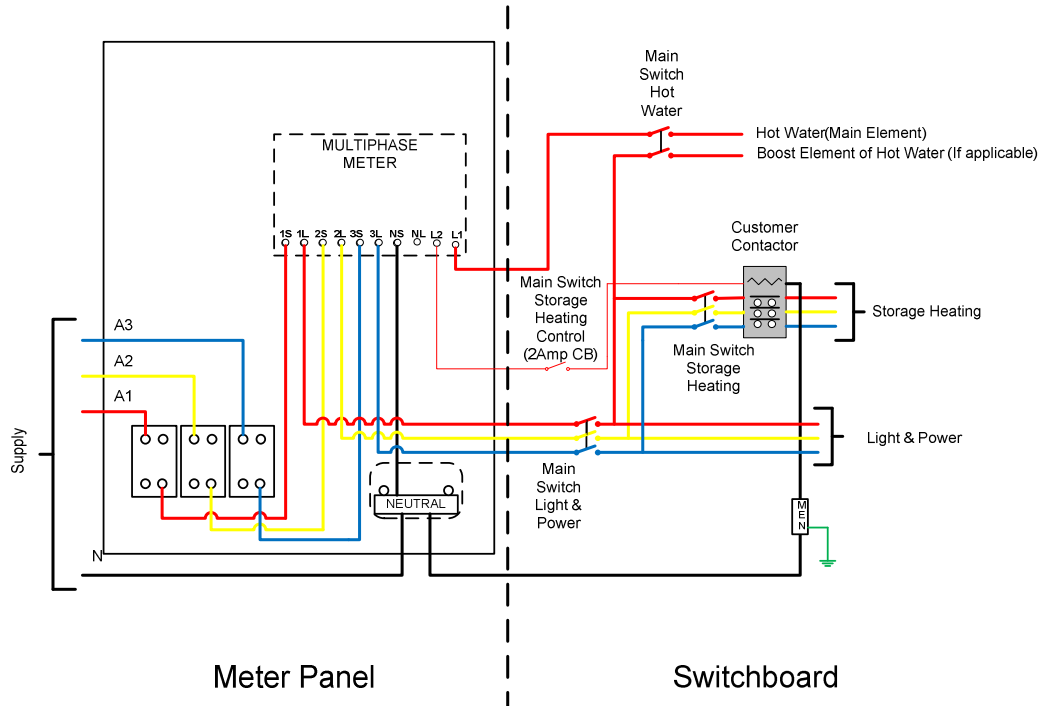 Main
Switch
Hot
Water
Hot Water(Main Element)
Boost Element of Hot Water (If applicable)
MULTIPHASE
METER
1S 1L 2S 2L 3S 3L NS NL L2 L1
Customer
Contactor
Main Switch
Storage
Heating
Control
(2Amp CB)
Storage Heating
Main Switch
Storage
Heating
A3
A2
A1
Supply
Light & Power
Main
Switch
Light &
Power
NEUTRAL
MEN
N
Meter Panel
Switchboard